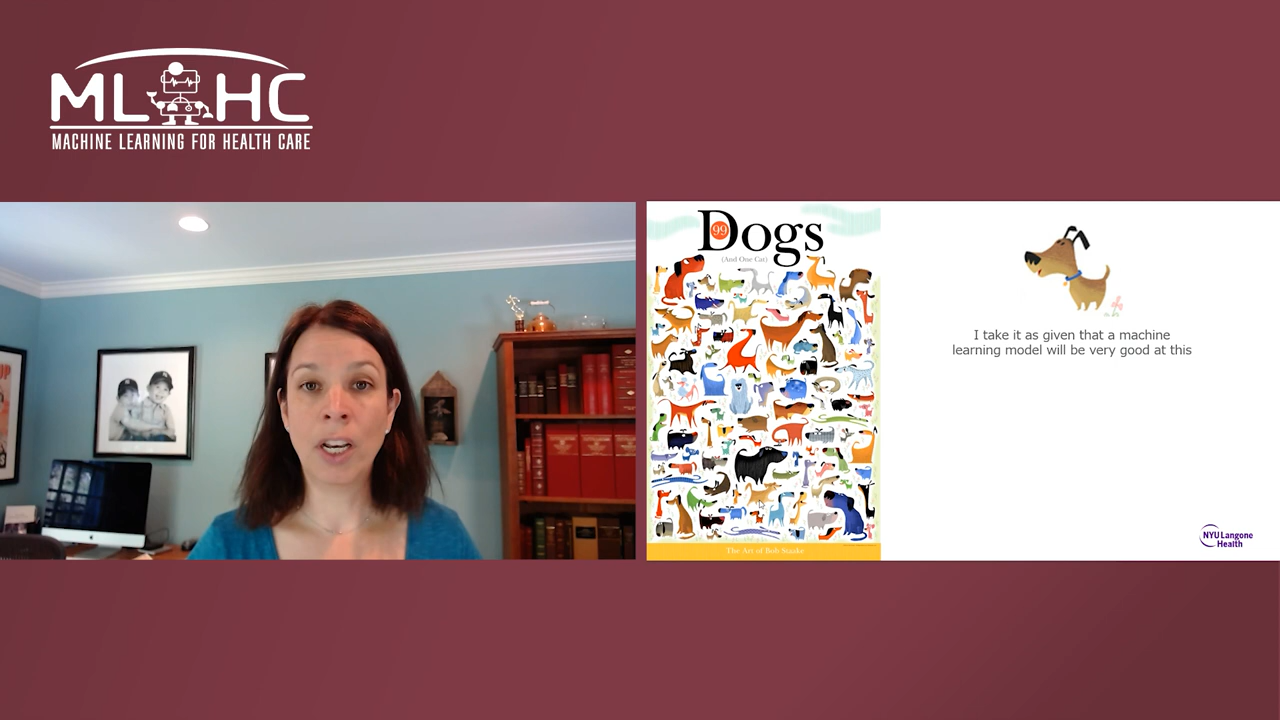 ML HC
MACHINE LEARNING FOR HEALTH CARE
UP
99
Dogs
(And One Cat)
The Art of Bob Staake
I take it as given that a machine
learning model will be very good at this
NYU Langone
Health